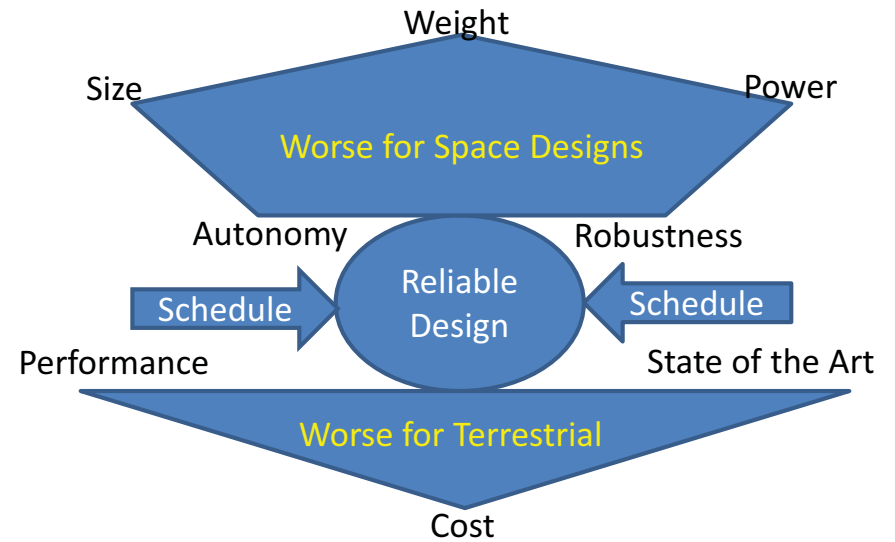 Weight
Size
Power
Worse for Space Designs
Autonomy
Robustness
Reliable
Design
Schedule
Schedule
Performance
State of the Art
Worse for Terrestrial
Cost